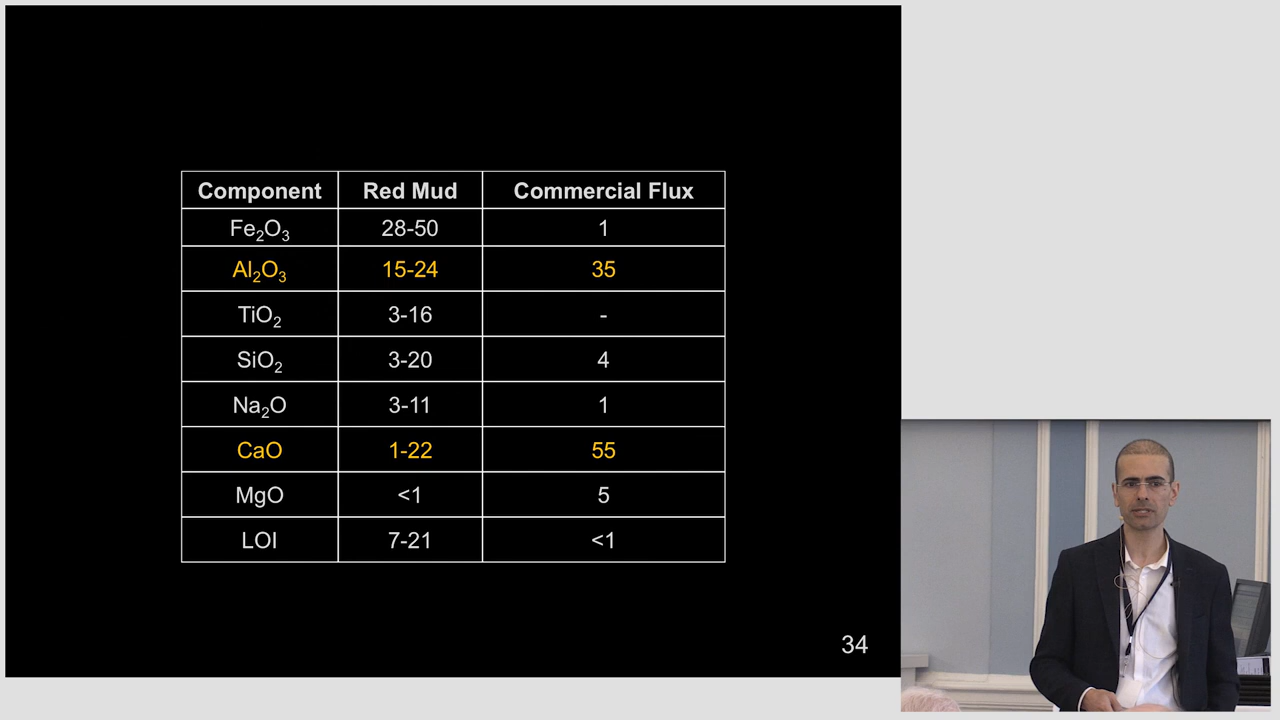 Component Red Mud Commercial Flux
Fe₂O₃ 28-50 1
Al₂O₃ 15-24 35
TiO₂ 3-16 -
SiO₂ 3-20 4
Na₂O 3-11 1
CaO 1-22 55
MgO <1 5
LOI 7-21 <1
34